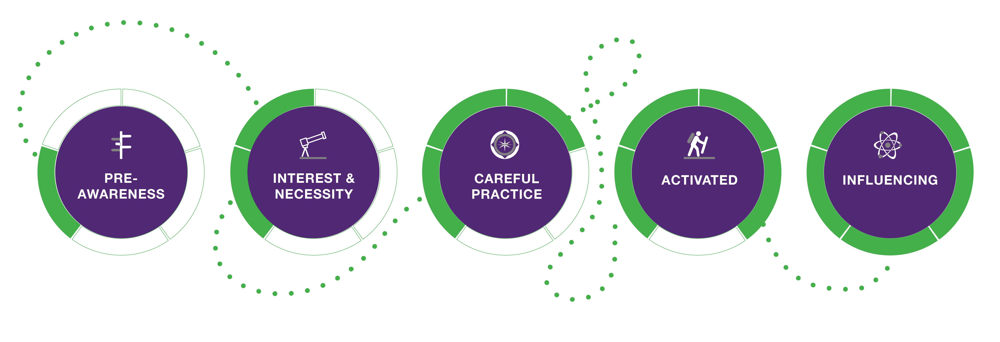 PRE-
AWARENESS
INTEREST &
NECESSITY
CAREFUL
PRACTICE
ACTIVATED
INFLUENCING